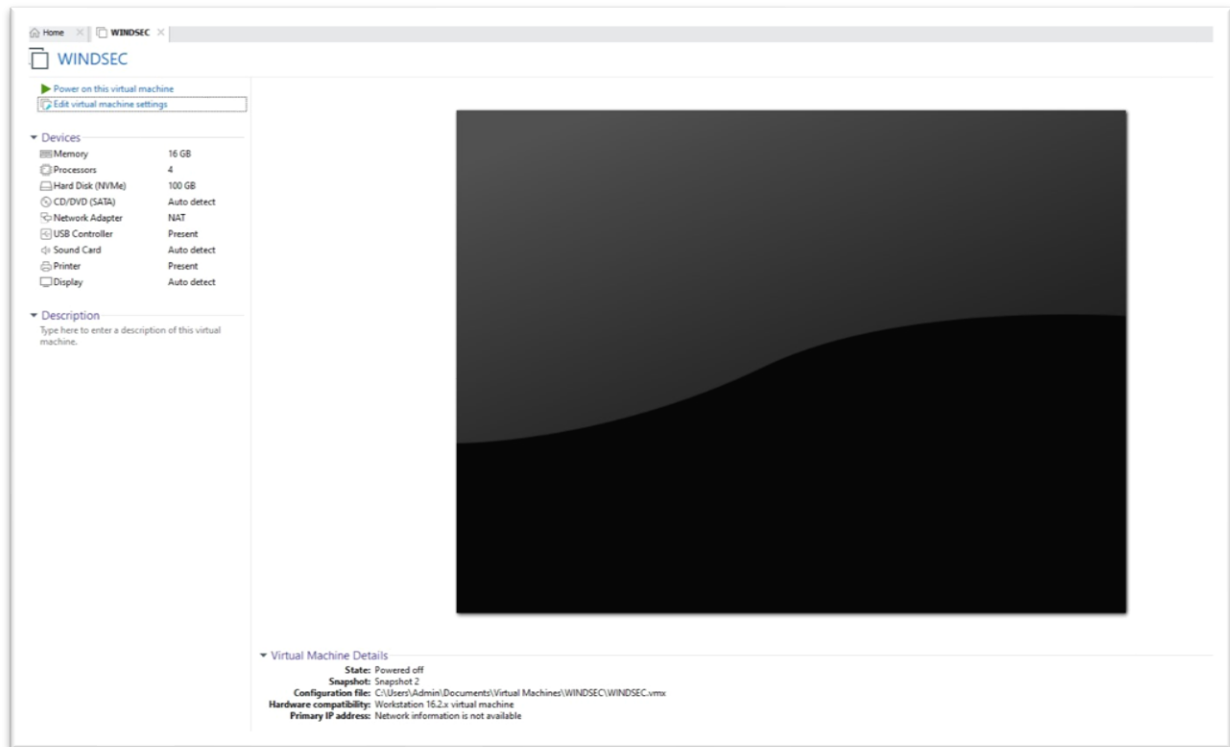 Home WINDSEC
WINDSEC
Power on this virtual machine
Edit virtual machine settings
Devices
Memory 16 GB
Processors 4
Hard Disk (NVMe) 100 GB
CD/DVD (SATA) Auto detect
Network Adapter NAT
USB Controller Present
Sound Card Auto detect
Printer Present
Display Auto detect
Description
Type here to enter a description of this virtual
machine.
Virtual Machine Details
State: Powered off
Snapshot: Snapshot 2
Configuration file: C:\Users\Admin\Documents\Virtual Machines\WINDSEC\WINDSEC.vmx
Hardware compatibility: Workstation 16.2.x virtual machine
Primary IP address: Network information is not available